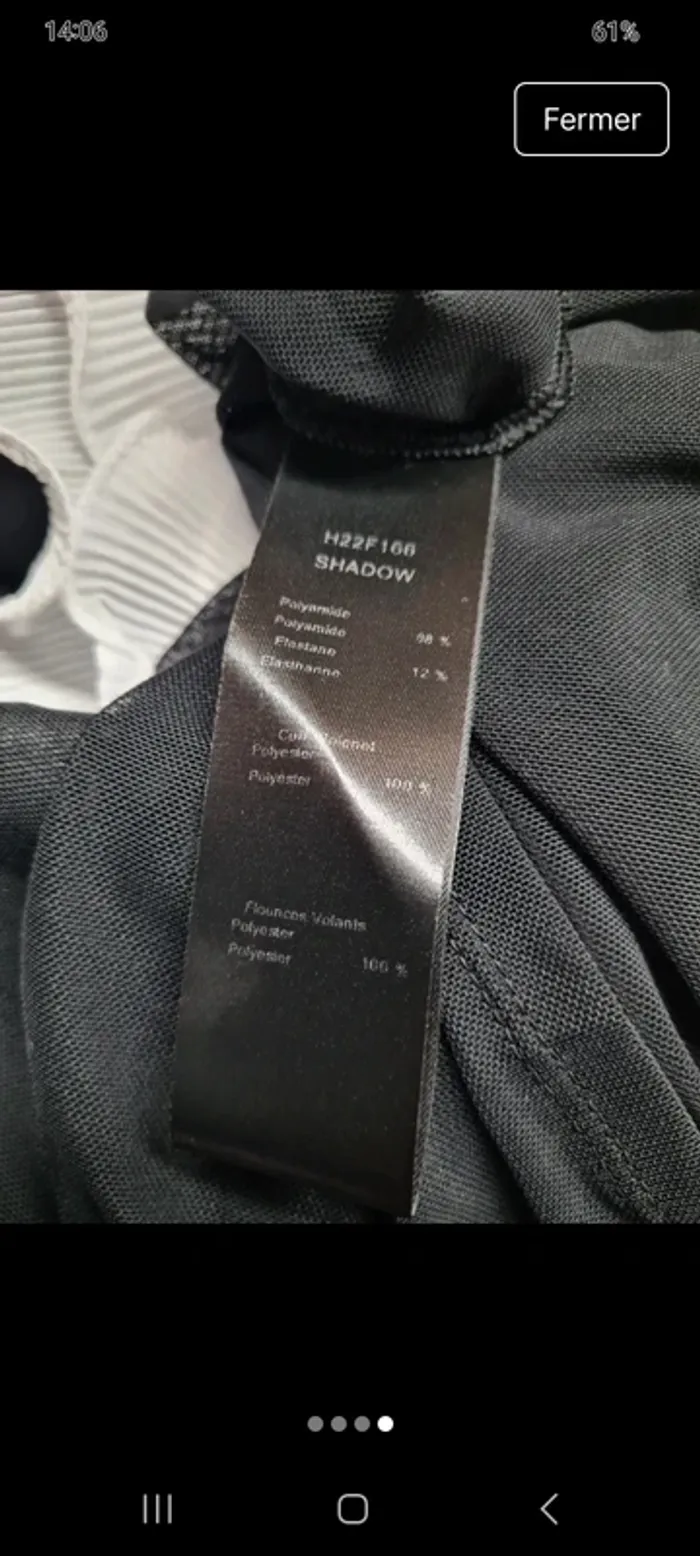 14:06
61%
Fermer
H22F166
SHADOW
Polyamide
Polyamide 88 %
Elastane
Elasthanne 12 %
Polyester
Polyester 100 %
Flounces Volants
Polyester
Polyester 100 %